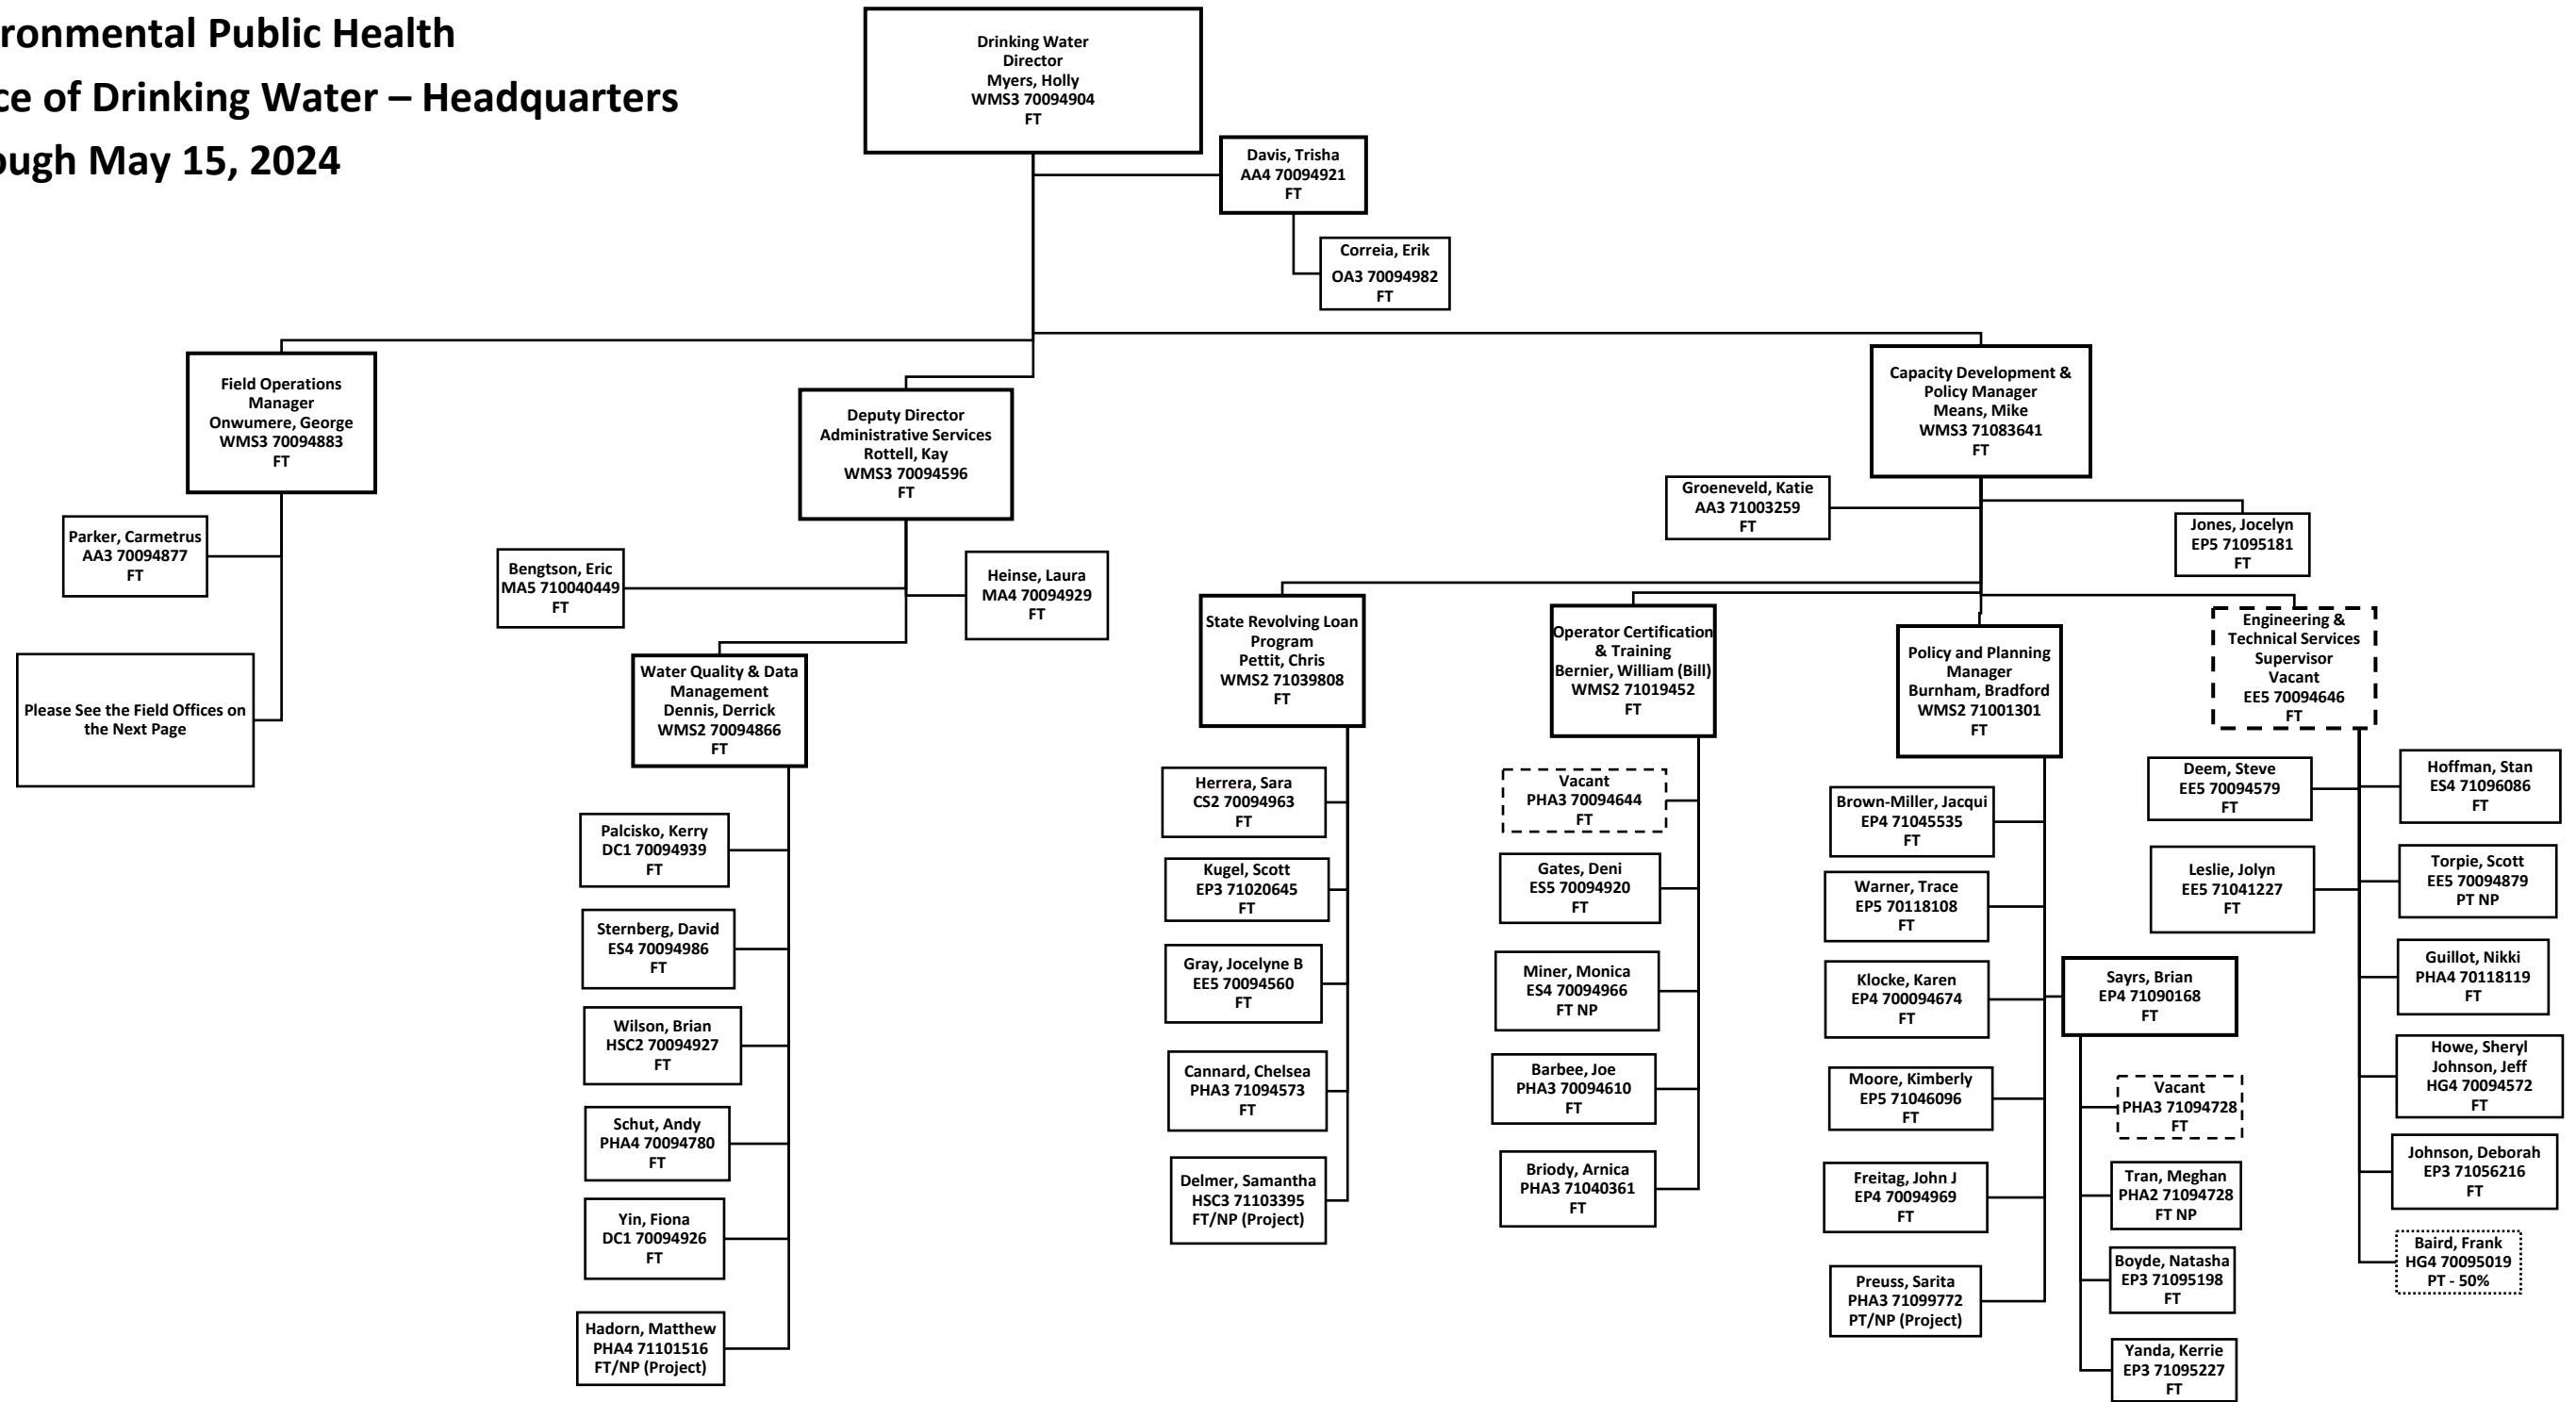 ronmental Public Health
ce of Drinking Water – Headquarters
ough May 15, 2024
Drinking Water
Director
Myers, Holly
WMS3 70094904
FT
Davis, Trisha
AA4 70094921
FT
Correia, Erik
OA3 70094982
FT
Field Operations
Manager
Onwumere, George
WMS3 70094883
FT
Parker, Carmetrus
AA3 70094877
FT
Please See the Field Offices on
the Next Page
Deputy Director
Administrative Services
Rottell, Kay
WMS3 70094596
FT
Bengtson, Eric
MA5 710040449
FT
Heinse, Laura
MA4 70094929
FT
Water Quality & Data
Management
Dennis, Derrick
WMS2 70094866
FT
Palcisko, Kerry
DC1 70094939
FT
Sternberg, David
ES4 70094986
FT
Wilson, Brian
HSC2 70094927
FT
Schut, Andy
PHA4 70094780
FT
Yin, Fiona
DC1 70094926
FT
Hadorn, Matthew
PHA4 71101516
FT/NP (Project)
Capacity Development &
Policy Manager
Means, Mike
WMS3 71083641
FT
Groeneveld, Katie
AA3 71003259
FT
Jones, Jocelyn
EP5 71095181
FT
State Revolving Loan
Program
Pettit, Chris
WMS2 71039808
FT
Herrera, Sara
CS2 70094963
FT
Kugel, Scott
EP3 71020645
FT
Gray, Jocelyne B
EE5 70094560
FT
Cannard, Chelsea
PHA3 71094573
FT
Delmer, Samantha
HSC3 71103395
FT/NP (Project)
Operator Certification
& Training
Bernier, William (Bill)
WMS2 71019452
FT
Vacant
PHA3 70094644
FT
Gates, Deni
ES5 70094920
FT
Miner, Monica
ES4 70094966
FT NP
Barbee, Joe
PHA3 70094610
FT
Briody, Arnica
PHA3 71040361
FT
Policy and Planning
Manager
Burnham, Bradford
WMS2 71001301
FT
Brown-Miller, Jacqui
EP4 71045535
FT
Warner, Trace
EP5 70118108
FT
Klocke, Karen
EP4 700094674
FT
Moore, Kimberly
EP5 71046096
FT
Freitag, John J
EP4 70094969
FT
Preuss, Sarita
PHA3 71099772
PT/NP (Project)
Sayrs, Brian
EP4 71090168
FT
Vacant
PHA3 71094728
FT
Tran, Meghan
PHA2 71094728
FT NP
Boyde, Natasha
EP3 71095198
FT
Yanda, Kerrie
EP3 71095227
FT
Engineering &
Technical Services
Supervisor
Vacant
EE5 70094646
FT
Deem, Steve
EE5 70094579
FT
Leslie, Jolyn
EE5 71041227
FT
Hoffman, Stan
ES4 71096086
FT
Torpie, Scott
EE5 70094879
PT NP
Guillot, Nikki
PHA4 70118119
FT
Howe, Sheryl
Johnson, Jeff
HG4 70094572
FT
Johnson, Deborah
EP3 71056216
FT
Baird, Frank
HG4 70095019
PT - 50%